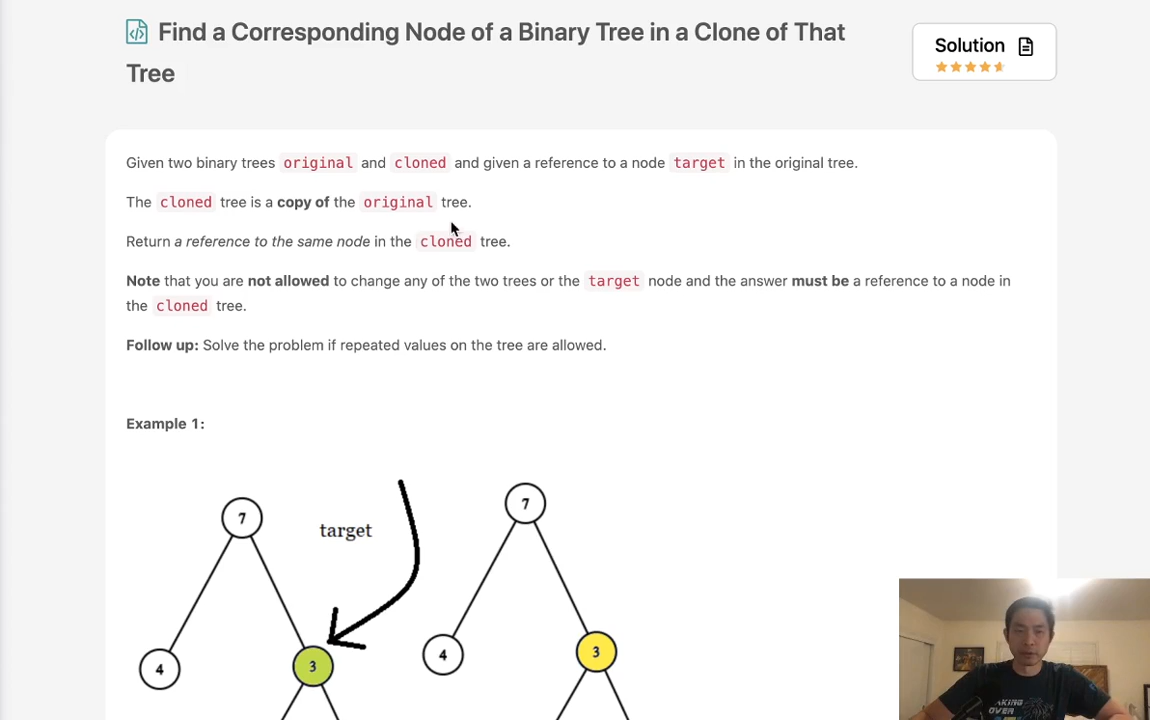 Find a Corresponding Node of a Binary Tree in a Clone of That
Tree
Solution
Given two binary trees original and cloned and given a reference to a node target in the original tree.
The cloned tree is a copy of the original tree.
Return a reference to the same node in the cloned tree.
Note that you are not allowed to change any of the two trees or the target node and the answer must be a reference to a node in
the cloned tree.
Follow up: Solve the problem if repeated values on the tree are allowed.
Example 1:
7
target
7
4
3
4
3
AKING
OVER